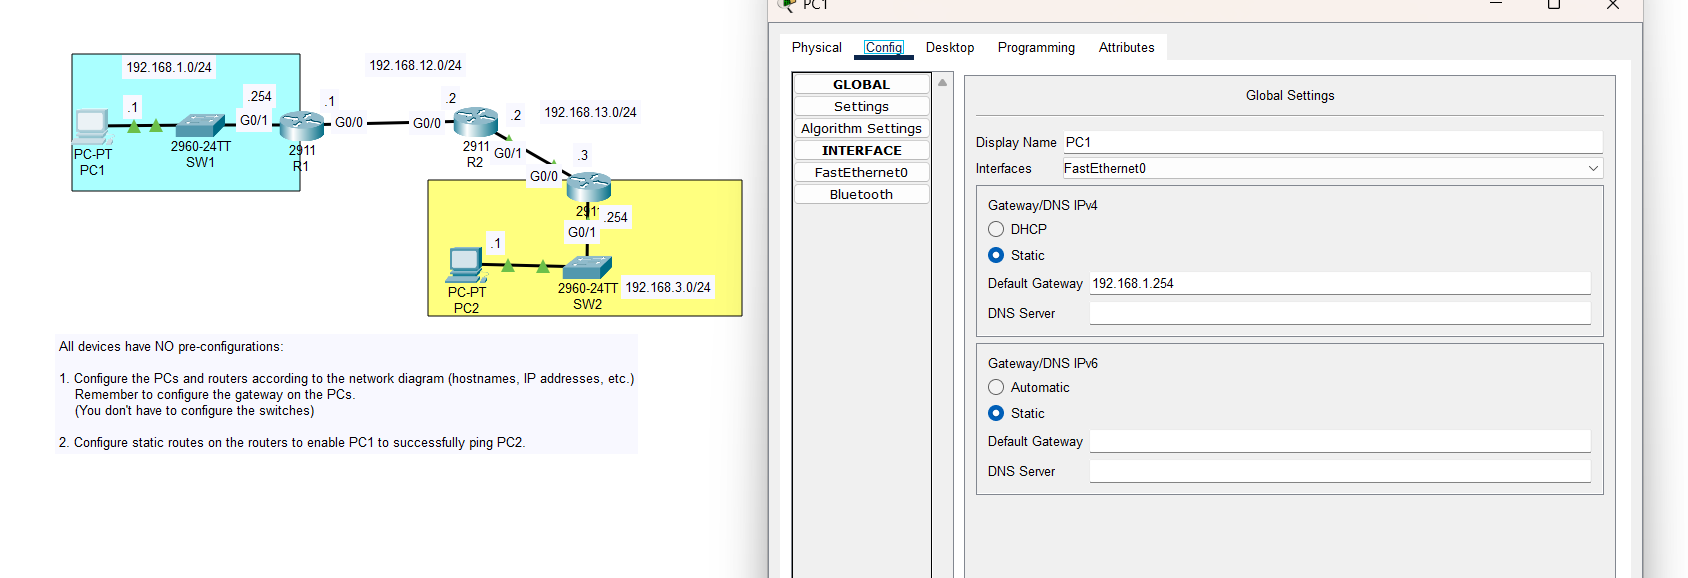 PC1
Physical Config Desktop Programming Attributes
GLOBAL
Settings
Algorithm Settings
INTERFACE
FastEthernet0
Bluetooth
Global Settings
Display Name PC1
Interfaces FastEthernet0
Gateway/DNS IPv4
DHCP
Static
Default Gateway 192.168.1.254
DNS Server
Gateway/DNS IPv6
Automatic
Static
Default Gateway
DNS Server
192.168.1.0/24
192.168.12.0/24
192.168.13.0/24
.1
.254
G0/1
.1
G0/0
.2
G0/0
.2
G0/1
.3
G0/0
PC-PT
PC1
2960-24TT
SW1
2911
R1
2911
R2
291
.254
G0/1
.1
PC-PT
PC2
2960-24TT
SW2
192.168.3.0/24
All devices have NO pre-configurations:
1. Configure the PCs and routers according to the network diagram (hostnames, IP addresses, etc.)
Remember to configure the gateway on the PCs.
(You don't have to configure the switches)
2. Configure static routes on the routers to enable PC1 to successfully ping PC2.